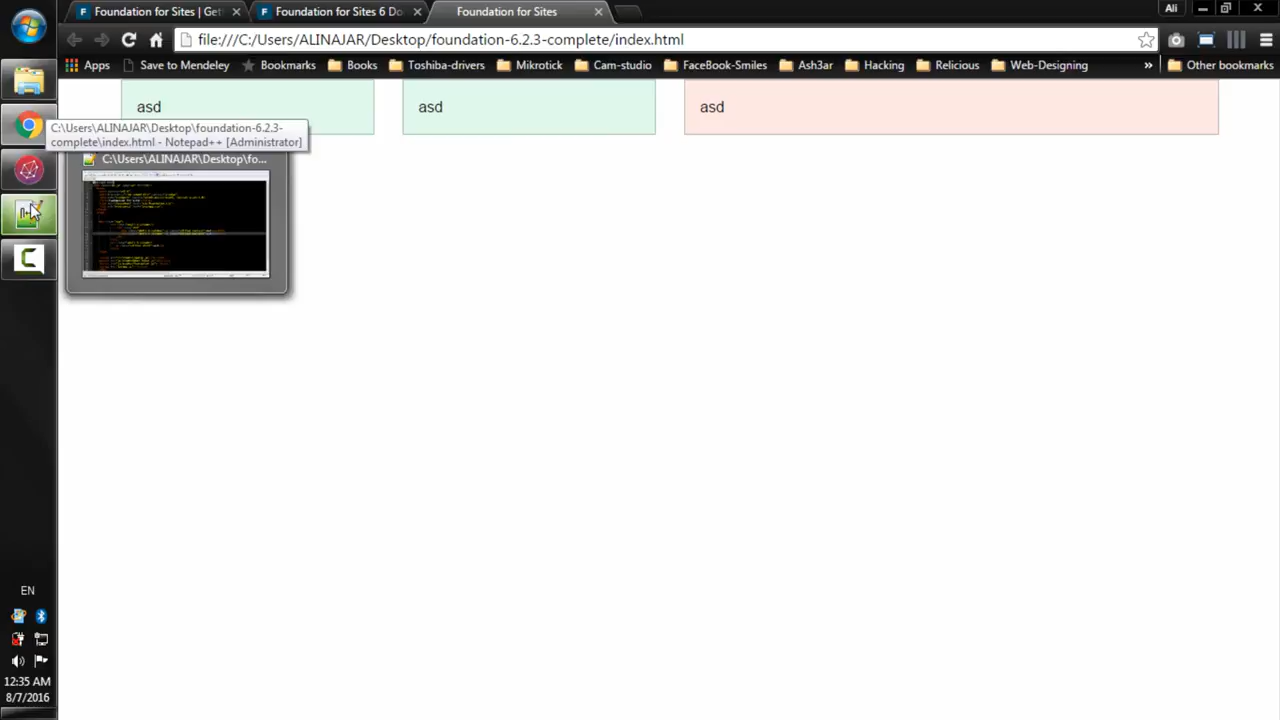 Foundation for Sites | Get
Foundation for Sites 6 Do
Foundation for Sites
Ali
file:///C:/Users/ALINAJAR/Desktop/foundation-6.2.3-complete/index.html
Apps
Save to Mendeley
Bookmarks
Books
Toshiba-drivers
Mikrotick
Cam-studio
FaceBook-Smiles
Ash3ar
Hacking
Relicious
Web-Designing
»
Other bookmarks
asd
asd
asd
C:\Users\ALINAJAR\Desktop\foundation-6.2.3-
complete\index.html - Notepad++ [Administrator]
C:\Users\ALINAJAR\Desktop\fo...
EN
12:35 AM
8/7/2016